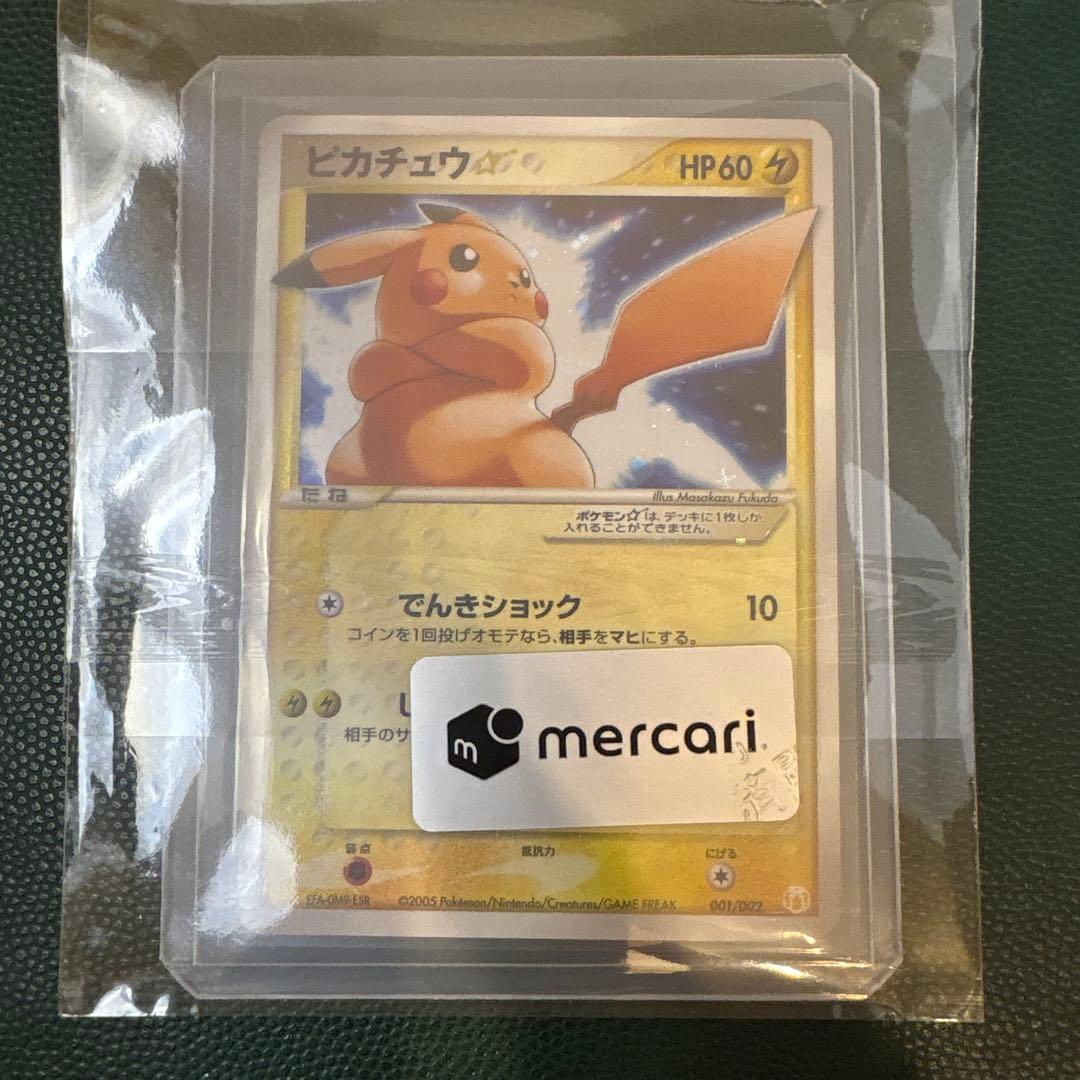 ピカチュウ☆ HP60
たね
Illus. Masakazu Fukuda
ポケモン☆は、デッキに1枚しか
入れることができません。
でんきショック 10
コインを1回投げオモテなら、相手をマヒにする。
相手のサ
m mercari
弱点 抵抗力 にげる
EFA-0M9-ESR ©2005 Pokémon/Nintendo/Creatures/GAME FREAK 001/002